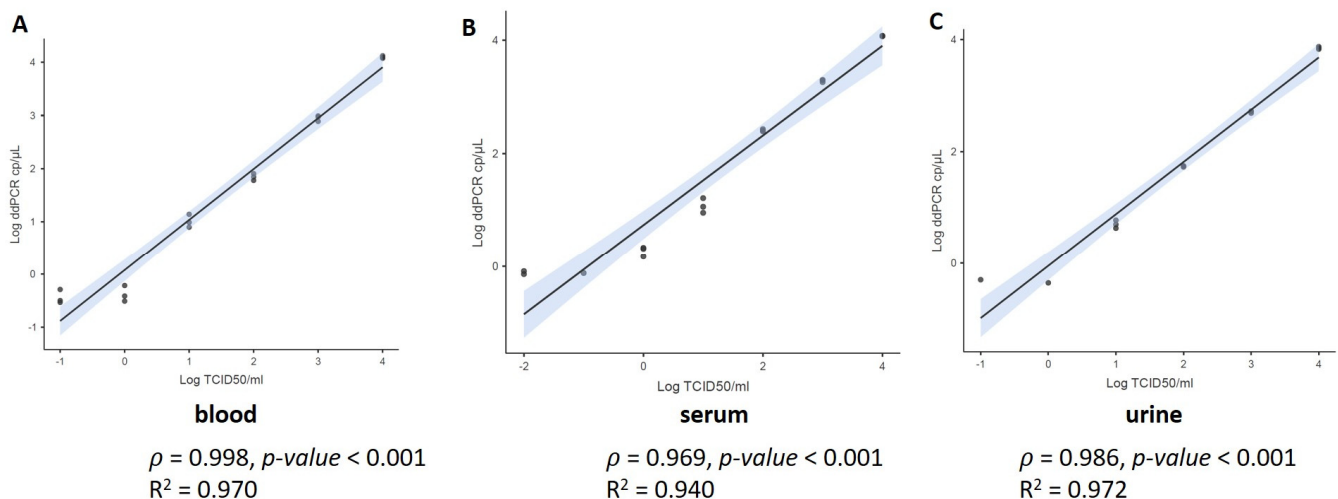 A
B
C
Log ddPCR cp/µL
4
3
2
1
0
-1
-1
0
1
2
3
4
Log TCID50/ml
blood
ρ = 0.998, p-value < 0.001
R² = 0.970
Log ddPCR cp/µL
4
2
0
-2
0
2
4
Log TCID50/ml
serum
ρ = 0.969, p-value < 0.001
R² = 0.940
Log ddPCR cp/µL
4
2
0
-1
0
1
2
3
4
Log TCID50/ml
urine
ρ = 0.986, p-value < 0.001
R² = 0.972